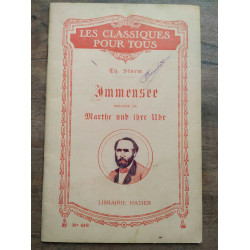 LES CLASSIQUES
POUR TOUS
Th. Storm
Immensee
Marthe und ihre Uhr
LIBRAIRIE HATIER